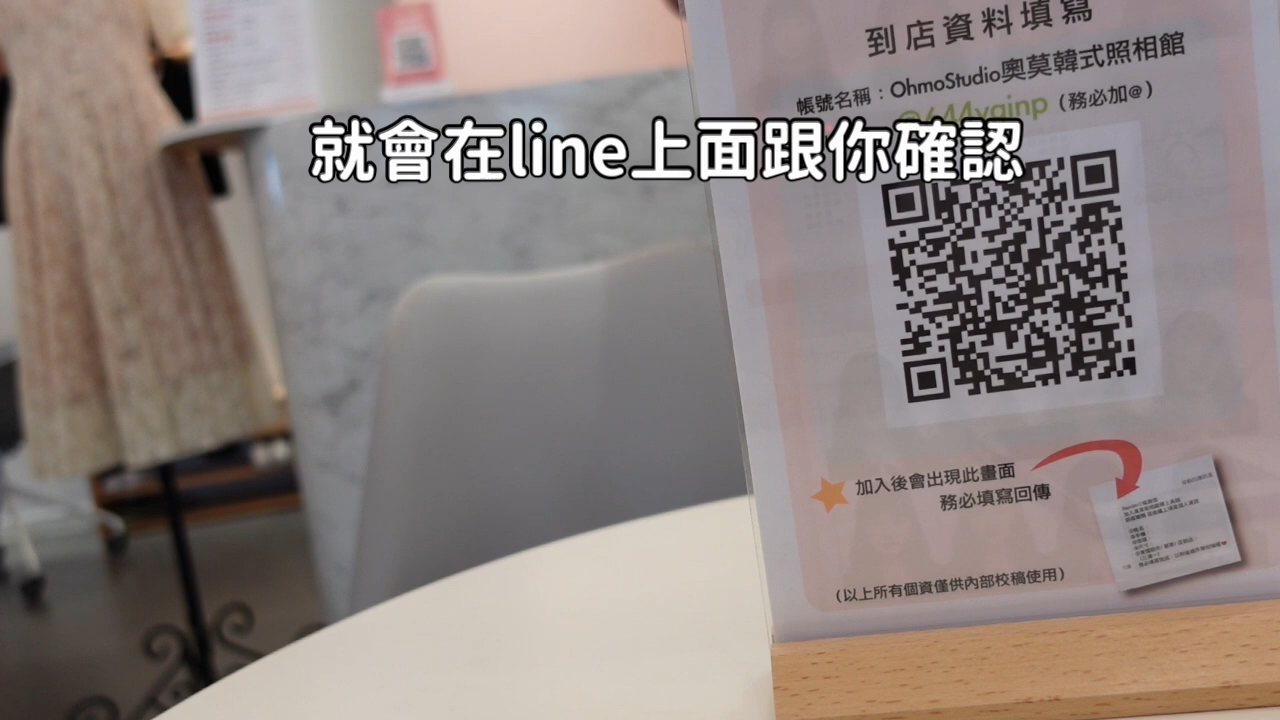 到店資料填寫
帳號名稱：OhmoStudio奧莫韓式照相館
（務必加@）
就會在line上面跟你確認
加入後會出現此畫面
務必填寫回傳
（以上所有個資僅供內部校稿使用）